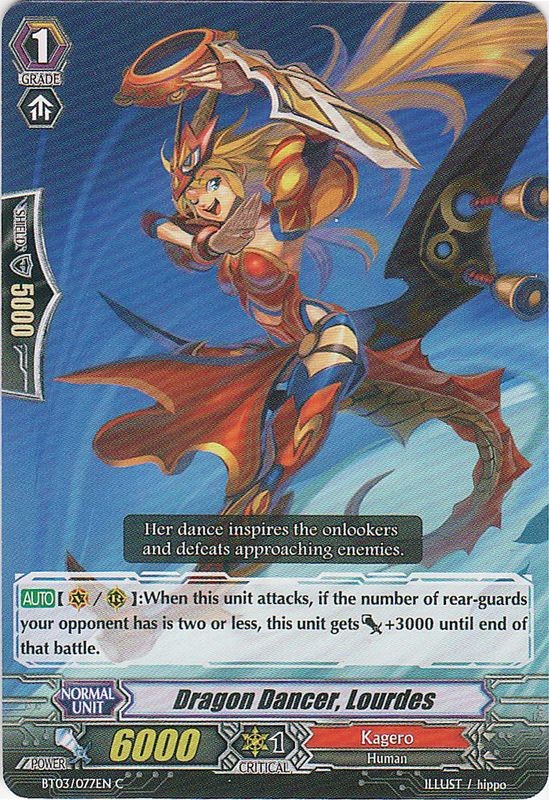 1
GRADE
SHIELD
5000
Her dance inspires the onlookers
and defeats approaching enemies.
AUTO [ V / R ]:When this unit attacks, if the number of rear-guards
your opponent has is two or less, this unit gets +3000 until end of
that battle.
NORMAL
UNIT
Dragon Dancer, Lourdes
POWER
6000
1
CRITICAL
Kagero
Human
BT03/077EN C
ILLUST / hippo